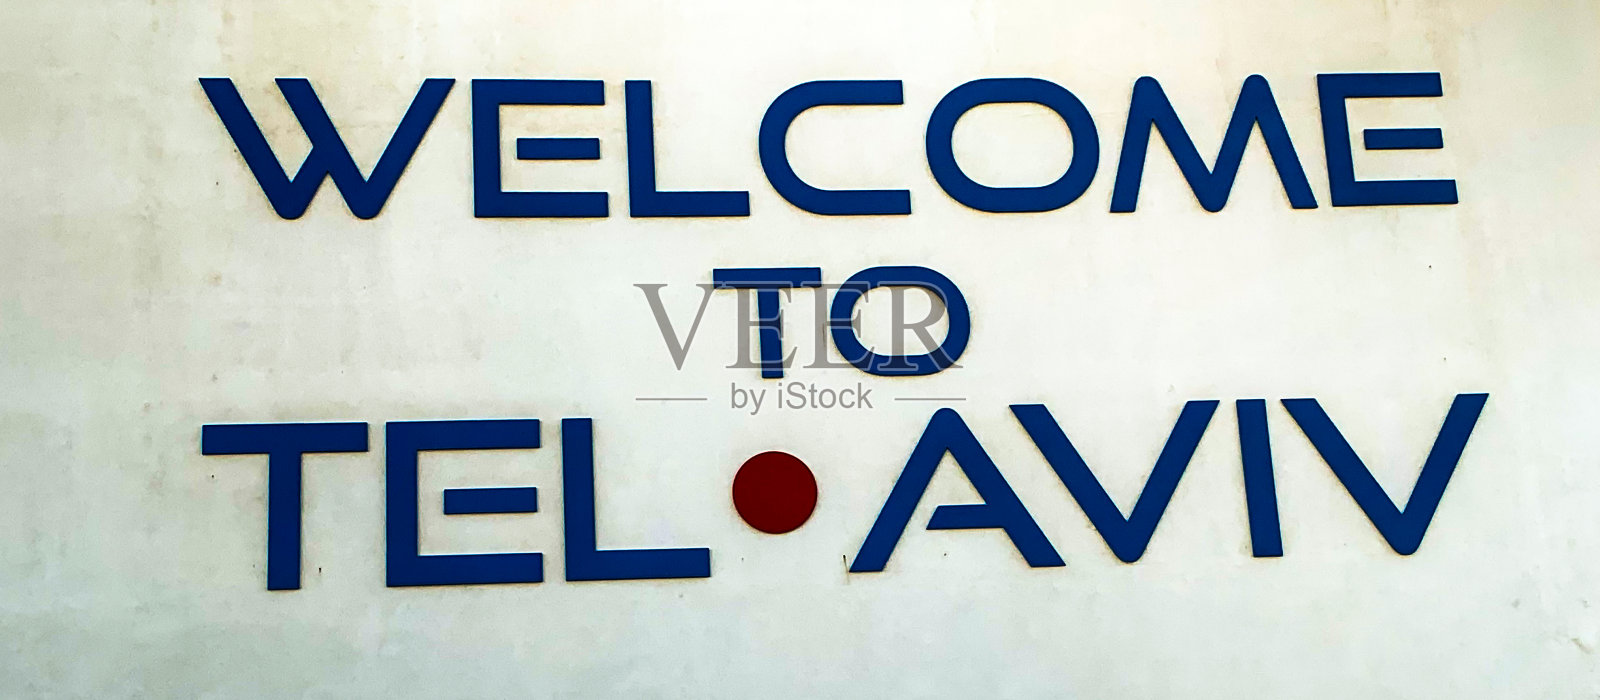 WELCOME
TO
VEER
by iStock
TEL•AVIV